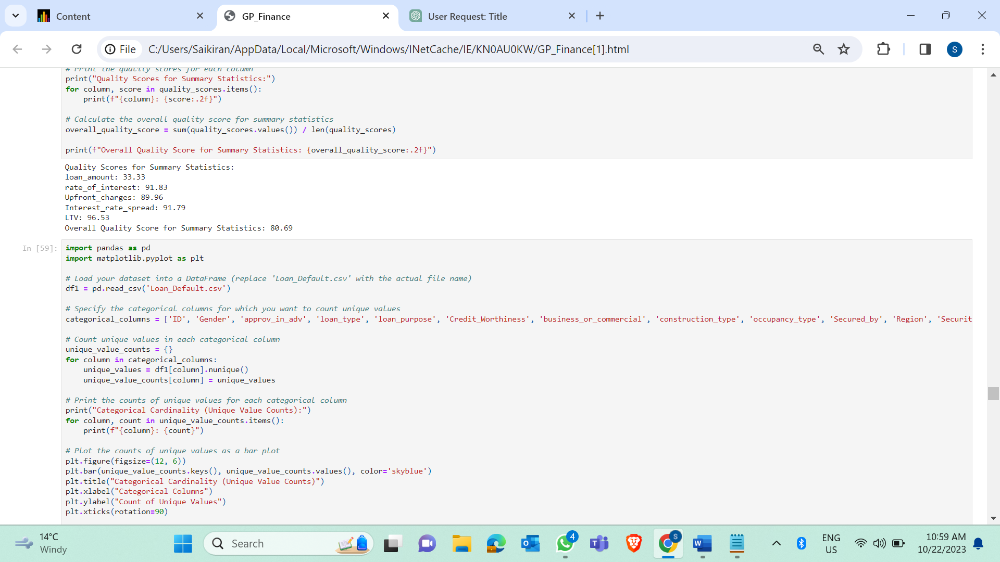 Content
GP_Finance
User Request: Title
File
C:/Users/Saikiran/AppData/Local/Microsoft/Windows/INetCache/IE/KN0AU0KW/GP_Finance[1].html
S
# Print the quality scores for each column
print("Quality Scores for Summary Statistics:")
for column, score in quality_scores.items():
    print(f"{column}: {score:.2f}")
# Calculate the overall quality score for summary statistics
overall_quality_score = sum(quality_scores.values()) / len(quality_scores)
print(f"Overall Quality Score for Summary Statistics: {overall_quality_score:.2f}")
Quality Scores for Summary Statistics:
loan_amount: 33.33
rate_of_interest: 91.83
Upfront_charges: 89.96
Interest_rate_spread: 91.79
LTV: 96.53
Overall Quality Score for Summary Statistics: 80.69
In [59]:
import pandas as pd
import matplotlib.pyplot as plt
# Load your dataset into a DataFrame (replace 'Loan_Default.csv' with the actual file name)
df1 = pd.read_csv('Loan_Default.csv')
# Specify the categorical columns for which you want to count unique values
categorical_columns = ['ID', 'Gender', 'approv_in_adv', 'loan_type', 'loan_purpose', 'Credit_Worthiness', 'business_or_commercial', 'construction_type', 'occupancy_type', 'Secured_by', 'Region', 'Securit
# Count unique values in each categorical column
unique_value_counts = {}
for column in categorical_columns:
    unique_values = df1[column].nunique()
    unique_value_counts[column] = unique_values
# Print the counts of unique values for each categorical column
print("Categorical Cardinality (Unique Value Counts):")
for column, count in unique_value_counts.items():
    print(f"{column}: {count}")
# Plot the counts of unique values as a bar plot
plt.figure(figsize=(12, 6))
plt.bar(unique_value_counts.keys(), unique_value_counts.values(), color='skyblue')
plt.title("Categorical Cardinality (Unique Value Counts)")
plt.xlabel("Categorical Columns")
plt.ylabel("Count of Unique Values")
plt.xticks(rotation=90)
14°C
Windy
Search
4
S
ENG
US
10:59 AM
10/22/2023